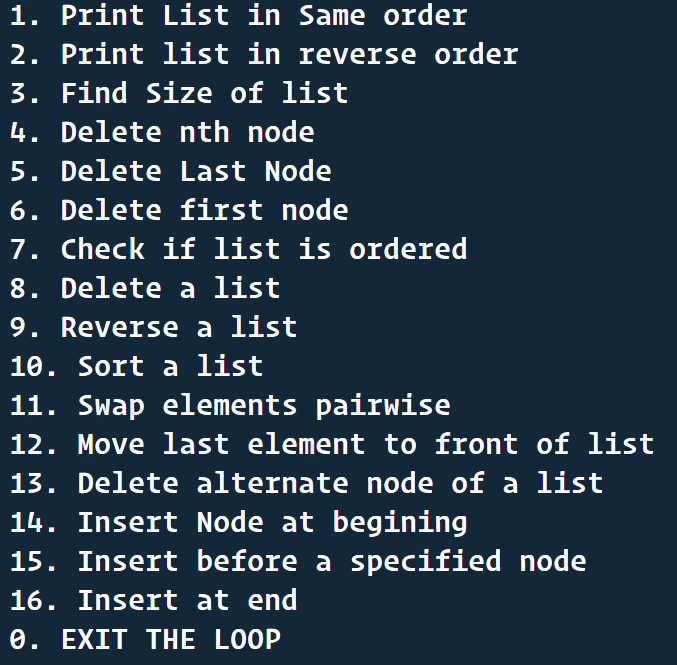 1. Print List in Same order
2. Print list in reverse order
3. Find Size of list
4. Delete nth node
5. Delete Last Node
6. Delete first node
7. Check if list is ordered
8. Delete a list
9. Reverse a list
10. Sort a list
11. Swap elements pairwise
12. Move last element to front of list
13. Delete alternate node of a list
14. Insert Node at begining
15. Insert before a specified node
16. Insert at end
0. EXIT THE LOOP